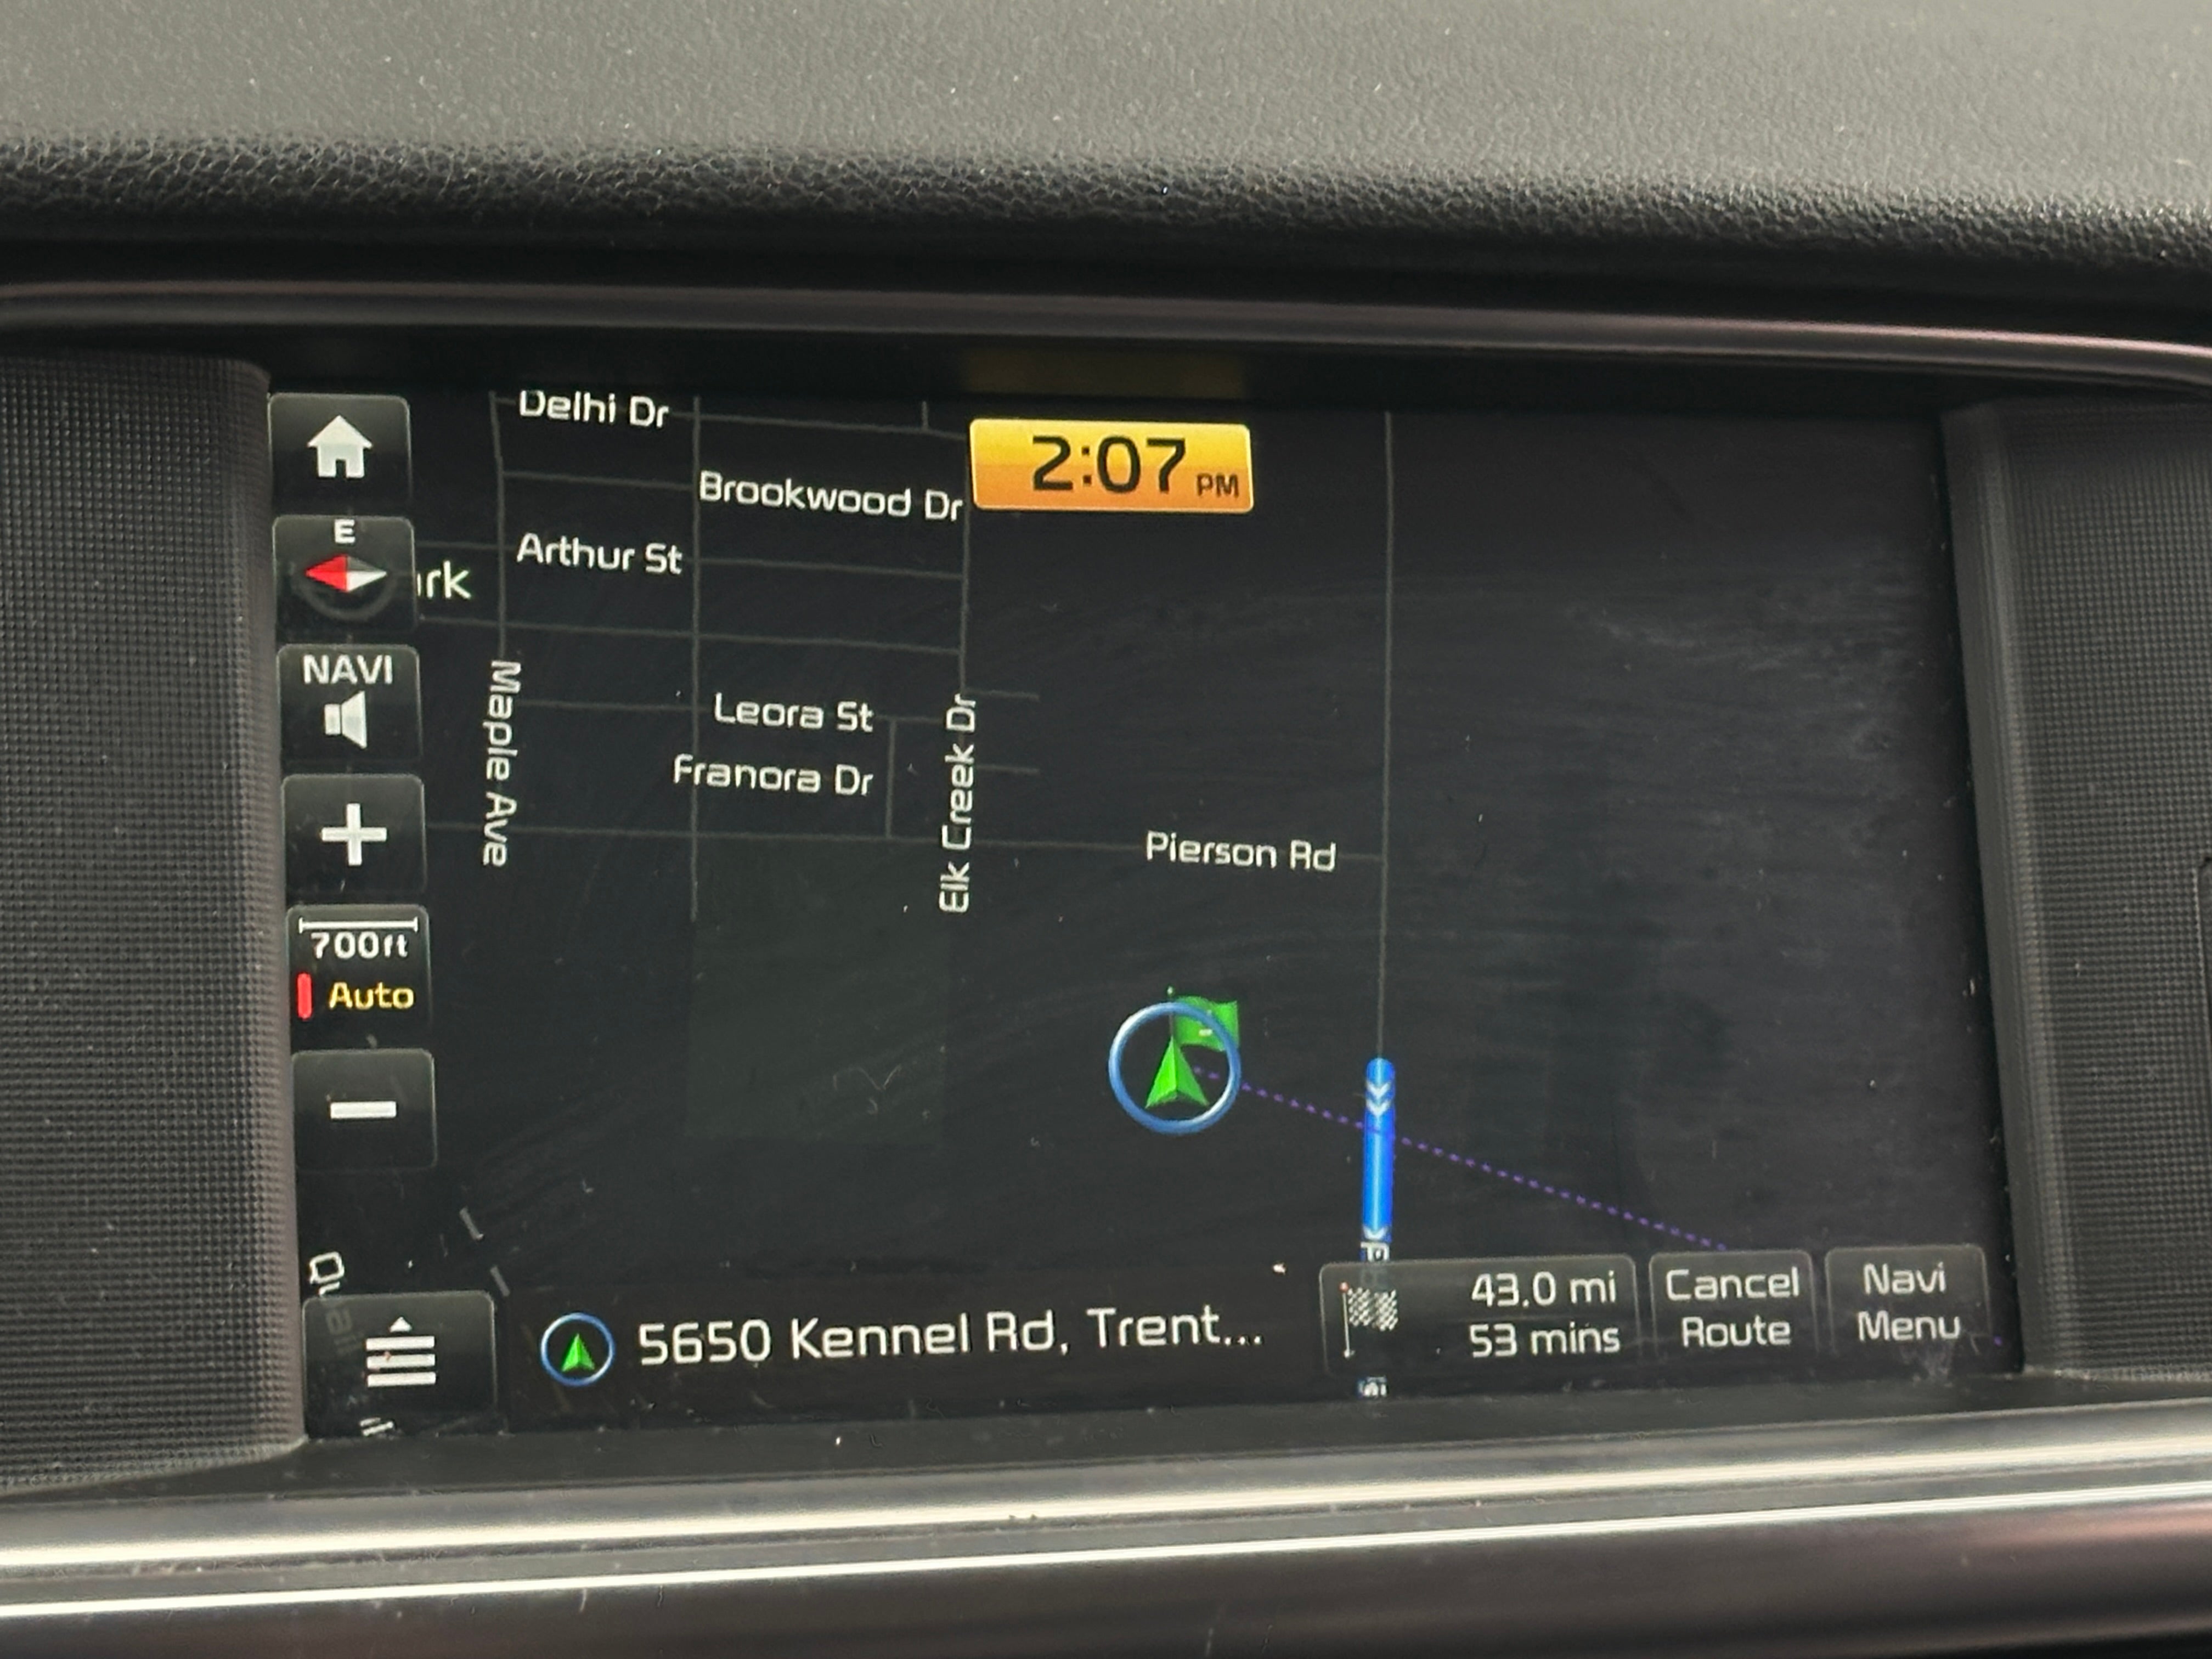 Delhi Dr
2:07 PM
Brookwood Dr
E
Arthur St
NAVI
Maple Ave
Leora St
Elk Creek Dr
Franora Dr
Pierson Rd
700ft
Auto
5650 Kennel Rd, Trent...
43.0 mi
53 mins
Cancel
Route
Navi
Menu